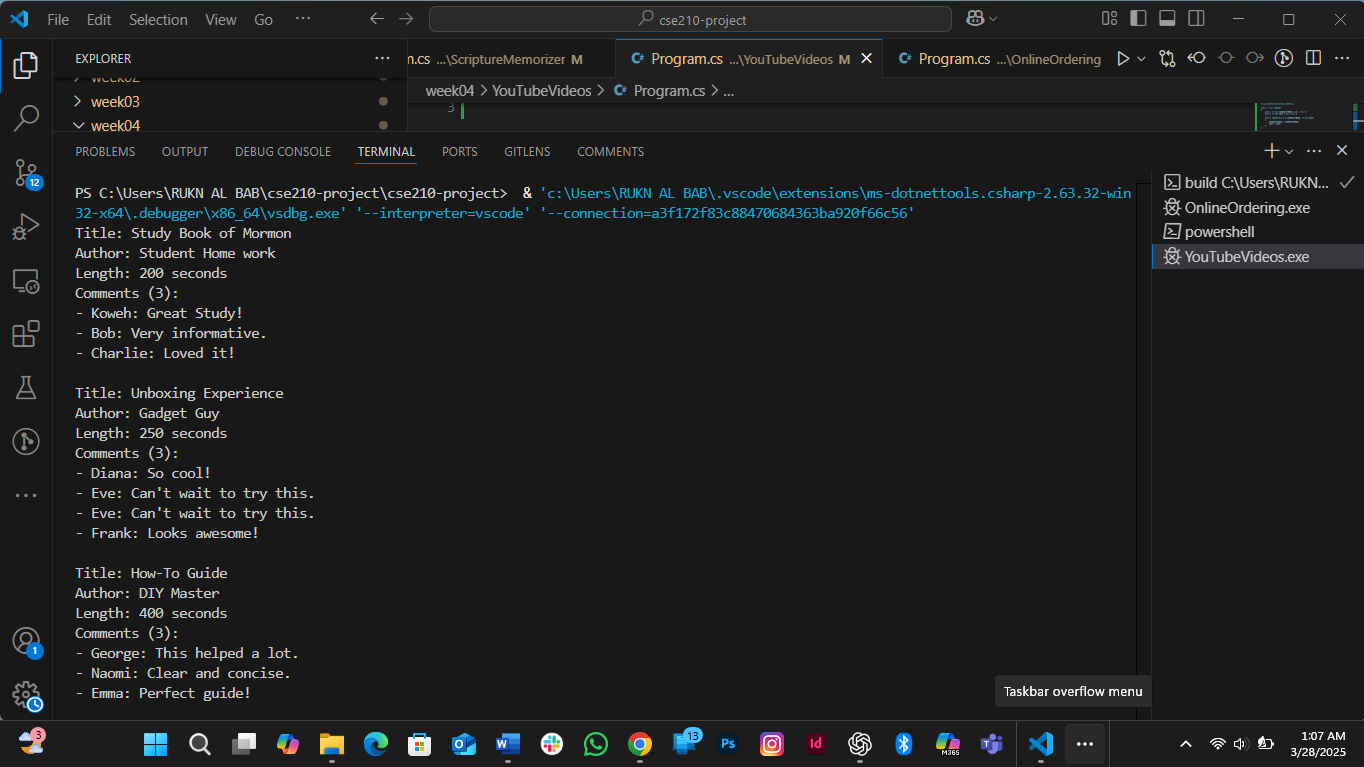 File Edit Selection View Go ···
cse210-project
EXPLORER
m.cs ...\ScriptureMemorizer M
Program.cs ...\YouTubeVideos M
Program.cs ...\OnlineOrdering
week02
week03
week04
week04 > YouTubeVideos > Program.cs > ...
3
PROBLEMS OUTPUT DEBUG CONSOLE TERMINAL PORTS GITLENS COMMENTS
PS C:\Users\RUKN AL BAB\cse210-project\cse210-project>  & 'c:\Users\RUKN AL BAB\.vscode\extensions\ms-dotnettools.csharp-2.63.32-win
32-x64\.debugger\x86_64\vsdbg.exe' '--interpreter=vscode' '--connection=a3f172f83c88470684363ba920f66c56'
Title: Study Book of Mormon
Author: Student Home work
Length: 200 seconds
Comments (3):
- Koweh: Great Study!
- Bob: Very informative.
- Charlie: Loved it!
Title: Unboxing Experience
Author: Gadget Guy
Length: 250 seconds
Comments (3):
- Diana: So cool!
- Eve: Can't wait to try this.
- Eve: Can't wait to try this.
- Frank: Looks awesome!
Title: How-To Guide
Author: DIY Master
Length: 400 seconds
Comments (3):
- George: This helped a lot.
- Naomi: Clear and concise.
- Emma: Perfect guide!
build C:\Users\RUKN...
OnlineOrdering.exe
powershell
YouTubeVideos.exe
12
1
Taskbar overflow menu
3
13
Ps
Id
M365
1:07 AM
3/28/2025